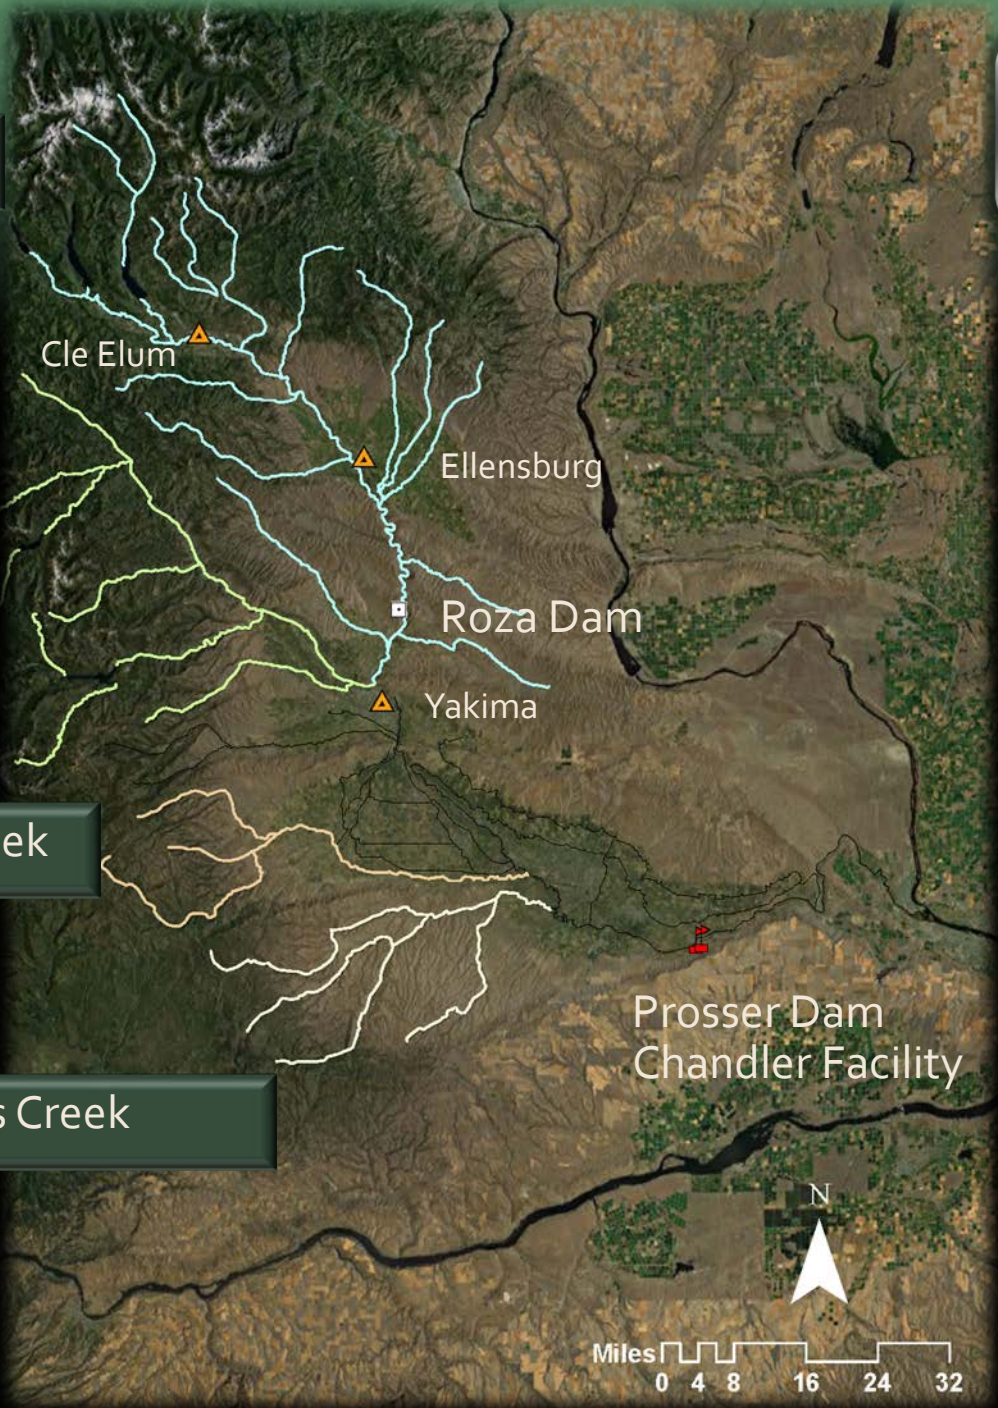 Cle Elum
Ellensburg
Roza Dam
Yakima
ek
s Creek
Prosser Dam
Chandler Facility
N
Miles
0 4 8 16 24 32